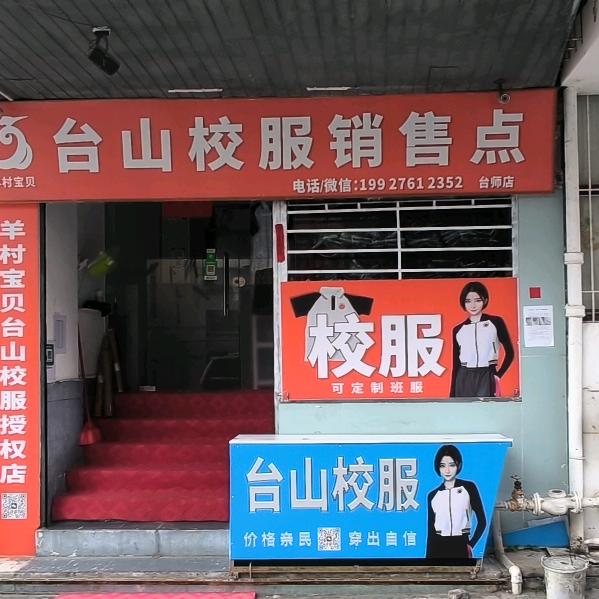 台山校服销售点
羊村宝贝
电话/微信:199 2761 2352 台师店
羊村宝贝台山校服授权店
校服
可定制班服
台山校服
价格亲民 穿出自信